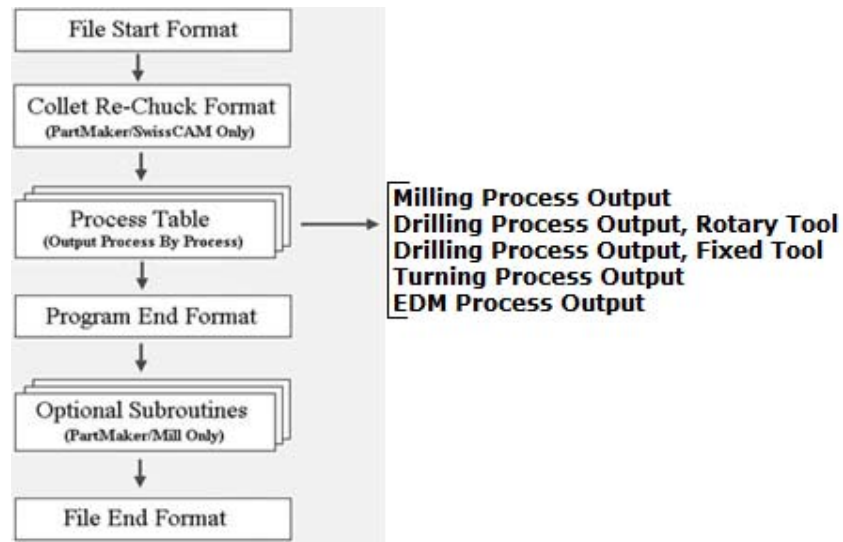 File Start Format
Collet Re-Chuck Format
(PartMaker/SwissCAM Only)
Process Table
(Output Process By Process)
Milling Process Output
Drilling Process Output, Rotary Tool
Drilling Process Output, Fixed Tool
Turning Process Output
EDM Process Output
Program End Format
Optional Subroutines
(PartMaker/Mill Only)
File End Format